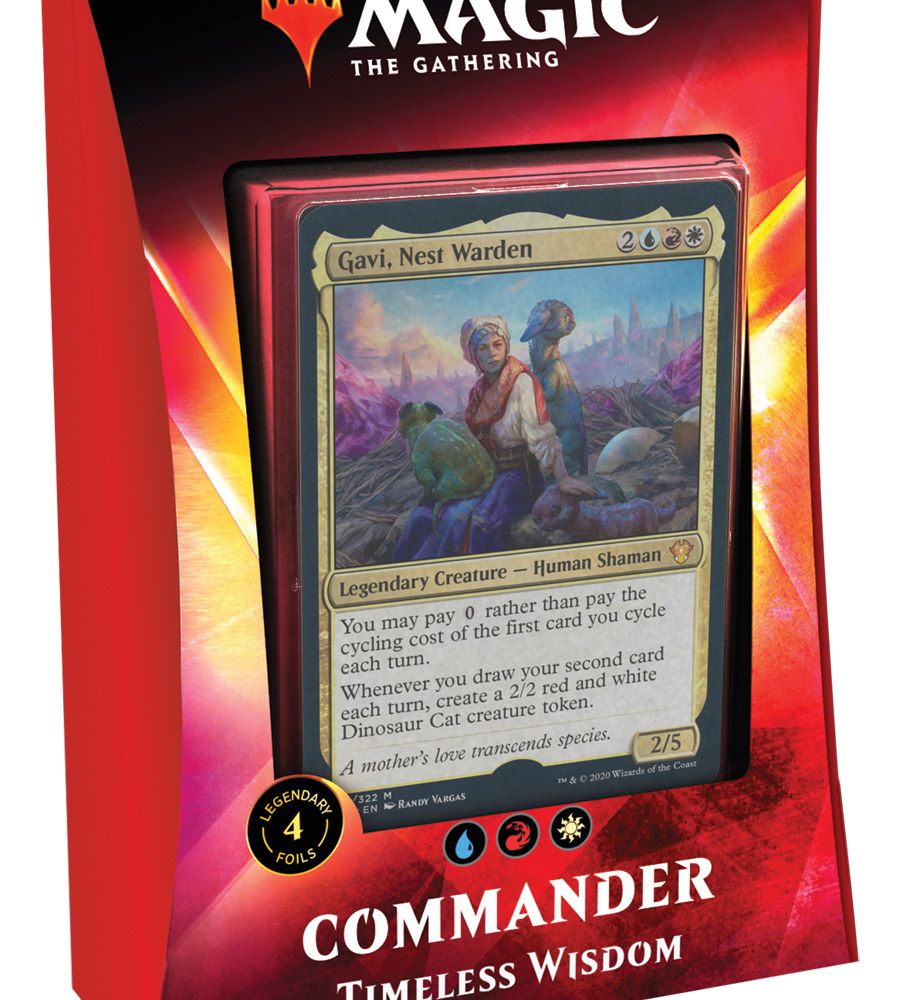 MAGIC
THE GATHERING
Gavi, Nest Warden
2
Legendary Creature — Human Shaman
You may pay 0 rather than pay the
cycling cost of the first card you cycle
each turn.
Whenever you draw your second card
each turn, create a 2/2 red and white
Dinosaur Cat creature token.
A mother's love transcends species.
2/5
/322 M
EN RANDY VARGAS
™ & © 2020 Wizards of the Coast
LEGENDARY
4
FOILS
COMMANDER
TIMELESS WISDOM